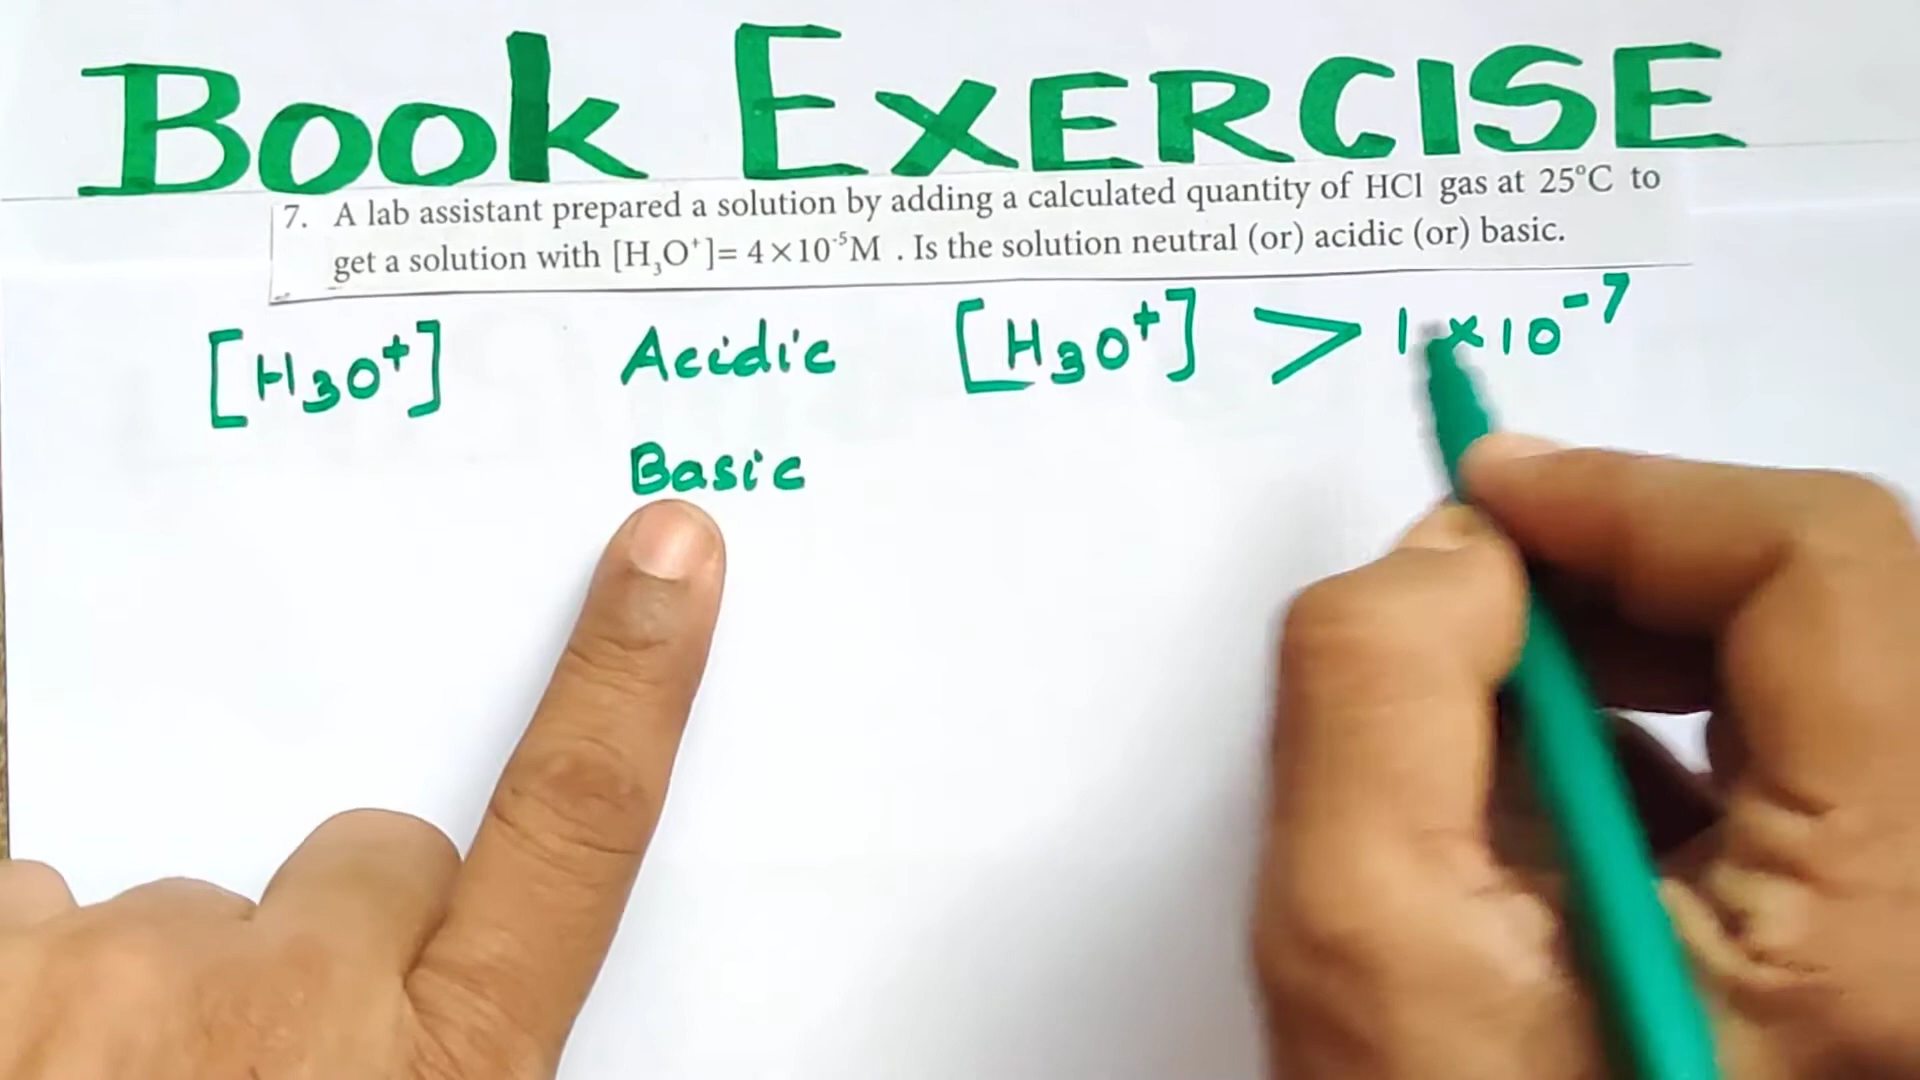 BOOK EXERCISE
7. A lab assistant prepared a solution by adding a calculated quantity of HCl gas at 25°C to
get a solution with [H₃O⁺]= 4×10⁻⁵M . Is the solution neutral (or) acidic (or) basic.
[H₃O⁺] Acidic [H₃O⁺] > 1 × 10⁻⁷
Basic